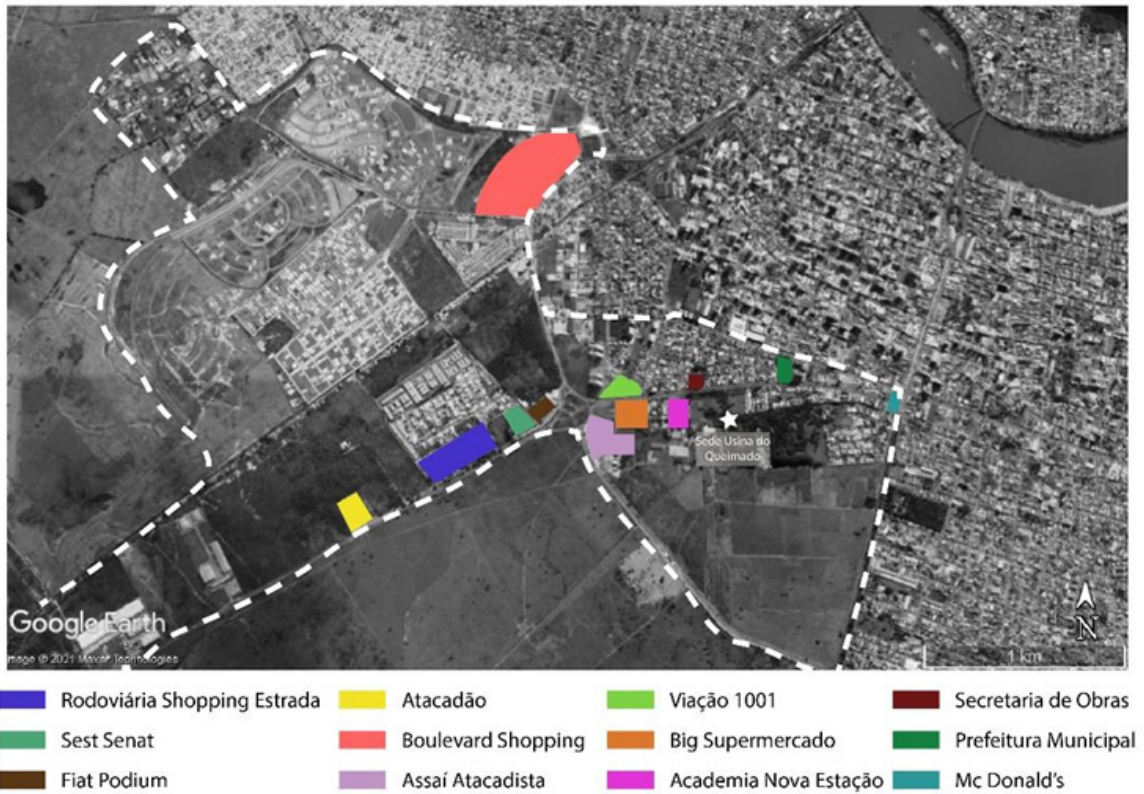 Sede Usina do
Queimado
Google Earth
Image © 2021 Maxar Technologies
N
1 km
Rodoviária Shopping Estrada
Atacadão
Viação 1001
Secretaria de Obras
Sest Senat
Boulevard Shopping
Big Supermercado
Prefeitura Municipal
Fiat Podium
Assaí Atacadista
Academia Nova Estação
Mc Donald's